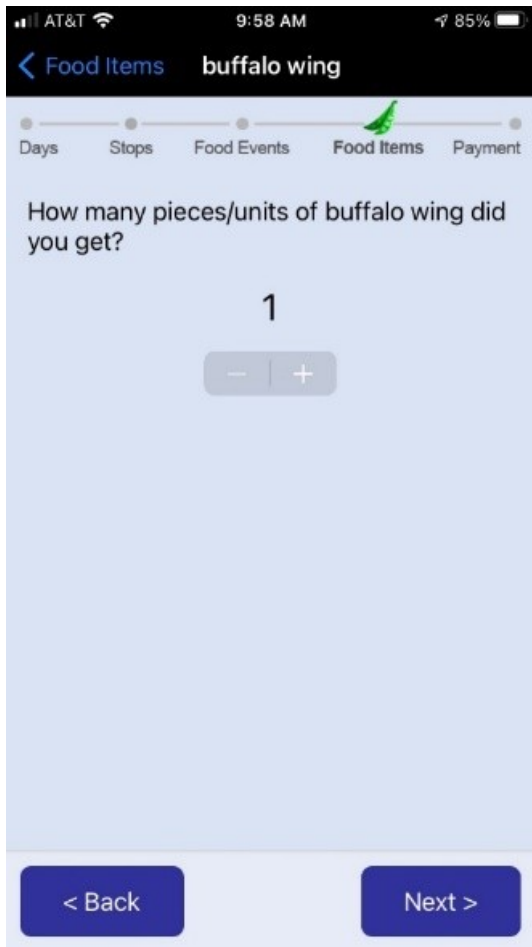 AT&T 9:58 AM 85%
Food Items buffalo wing
Days Stops Food Events Food Items Payment
How many pieces/units of buffalo wing did
you get?
1
− +
< Back Next >